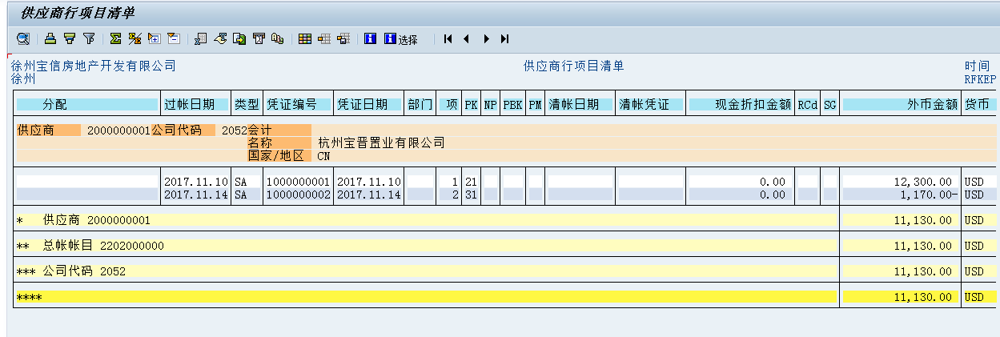 供应商行项目清单
选择
徐州宝信房地产开发有限公司 供应商行项目清单 时间
徐州 RFKEP
分配 过帐日期 类型 凭证编号 凭证日期 部门 项 PK NP PBK PM 清帐日期 清帐凭证 现金折扣金额 RCd SG 外币金额 货币
供应商 2000000001 公司代码 2052 会计
名称 杭州宝晋置业有限公司
国家/地区 CN
2017.11.10 SA 1000000001 2017.11.10 1 21 0.00 12,300.00 USD
2017.11.14 SA 1000000002 2017.11.14 2 31 0.00 1,170.00- USD
* 供应商 2000000001 11,130.00 USD
** 总帐帐目 2202000000 11,130.00 USD
*** 公司代码 2052 11,130.00 USD
**** 11,130.00 USD